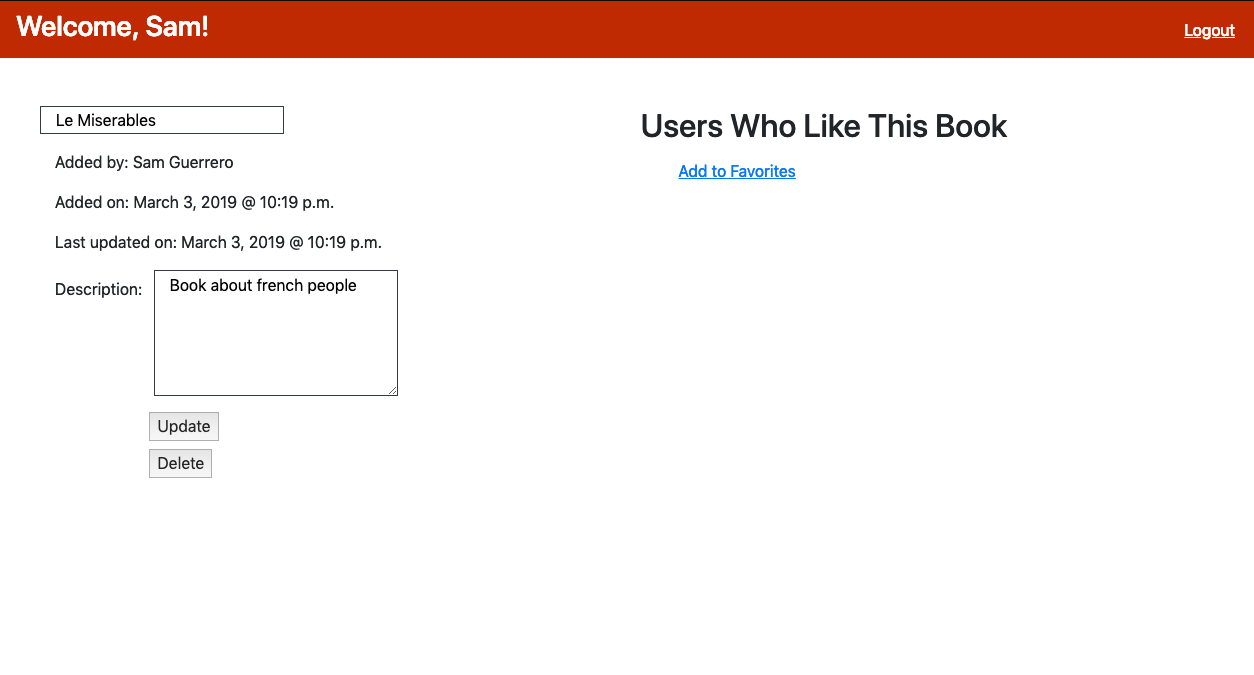 Welcome, Sam!
Logout
Le Miserables
Added by: Sam Guerrero
Added on: March 3, 2019 @ 10:19 p.m.
Last updated on: March 3, 2019 @ 10:19 p.m.
Description:
Book about french people
Update
Delete
Users Who Like This Book
Add to Favorites